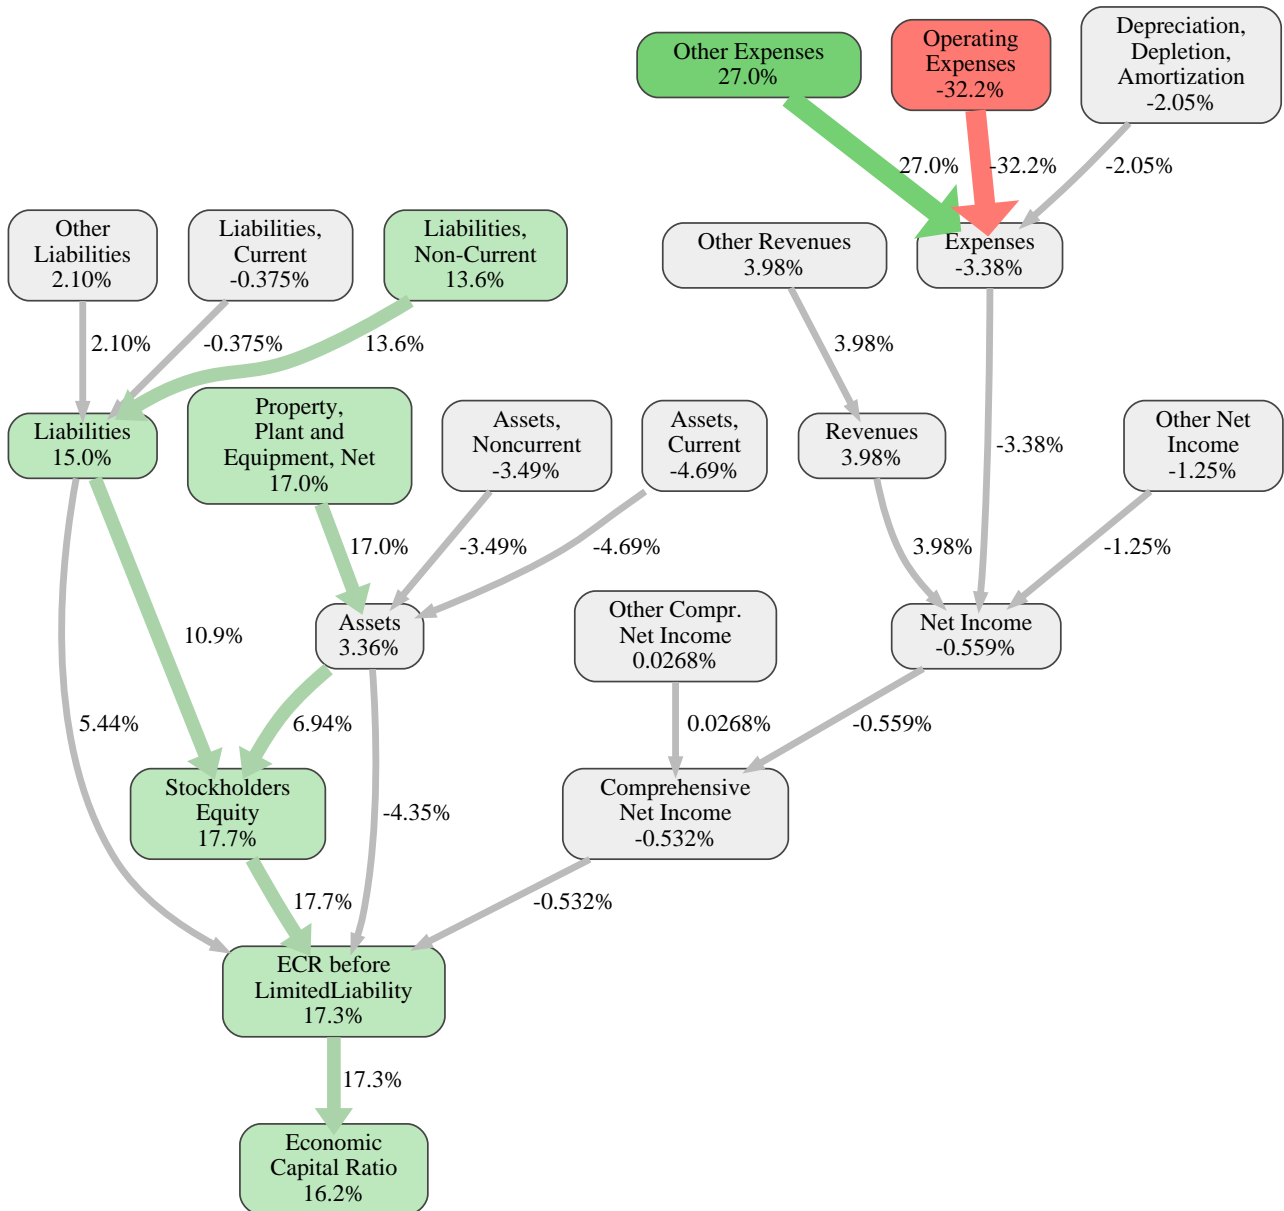 Other Expenses
27.0%
Operating
Expenses
-32.2%
Depreciation,
Depletion,
Amortization
-2.05%
27.0%
-32.2%
-2.05%
Other
Liabilities
2.10%
Liabilities,
Current
-0.375%
Liabilities,
Non-Current
13.6%
Other Revenues
3.98%
Expenses
-3.38%
2.10%
-0.375%
13.6%
3.98%
-3.38%
Liabilities
15.0%
Property,
Plant and
Equipment, Net
17.0%
Assets,
Noncurrent
-3.49%
Assets,
Current
-4.69%
Revenues
3.98%
Other Net
Income
-1.25%
17.0%
-3.49%
-4.69%
3.98%
-1.25%
10.9%
Assets
3.36%
Other Compr.
Net Income
0.0268%
Net Income
-0.559%
5.44%
6.94%
-4.35%
0.0268%
-0.559%
Stockholders
Equity
17.7%
Comprehensive
Net Income
-0.532%
17.7%
-0.532%
ECR before
LimitedLiability
17.3%
17.3%
Economic
Capital Ratio
16.2%